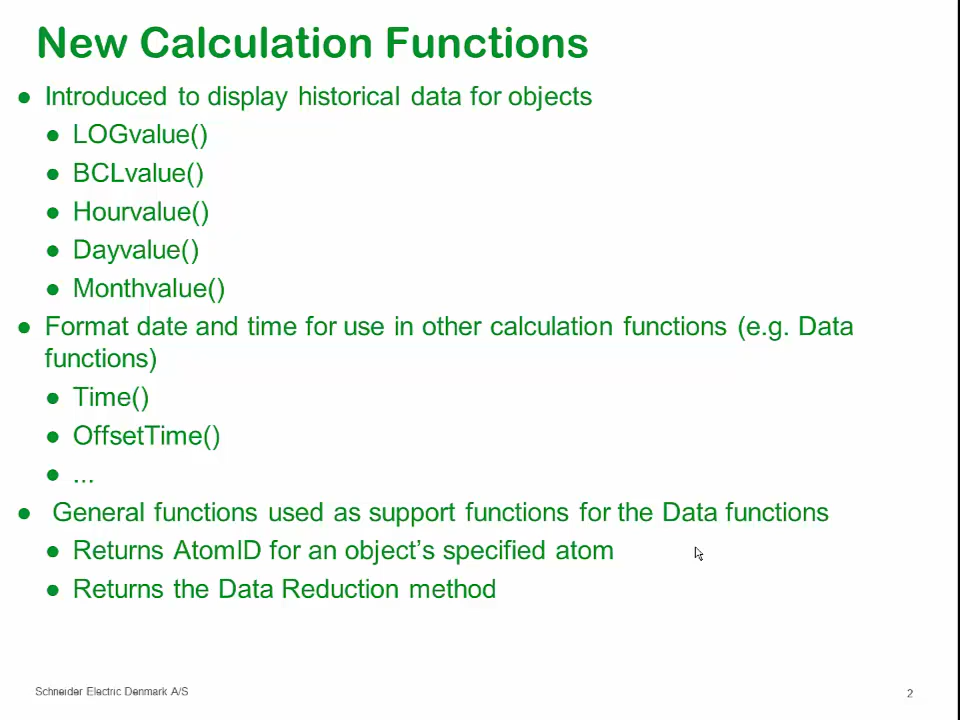 New Calculation Functions
● Introduced to display historical data for objects
● LOGvalue()
● BCLvalue()
● Hourvalue()
● Dayvalue()
● Monthvalue()
● Format date and time for use in other calculation functions (e.g. Data
functions)
● Time()
● OffsetTime()
● ...
● General functions used as support functions for the Data functions
● Returns AtomID for an object's specified atom
● Returns the Data Reduction method
Schneider Electric Denmark A/S
2